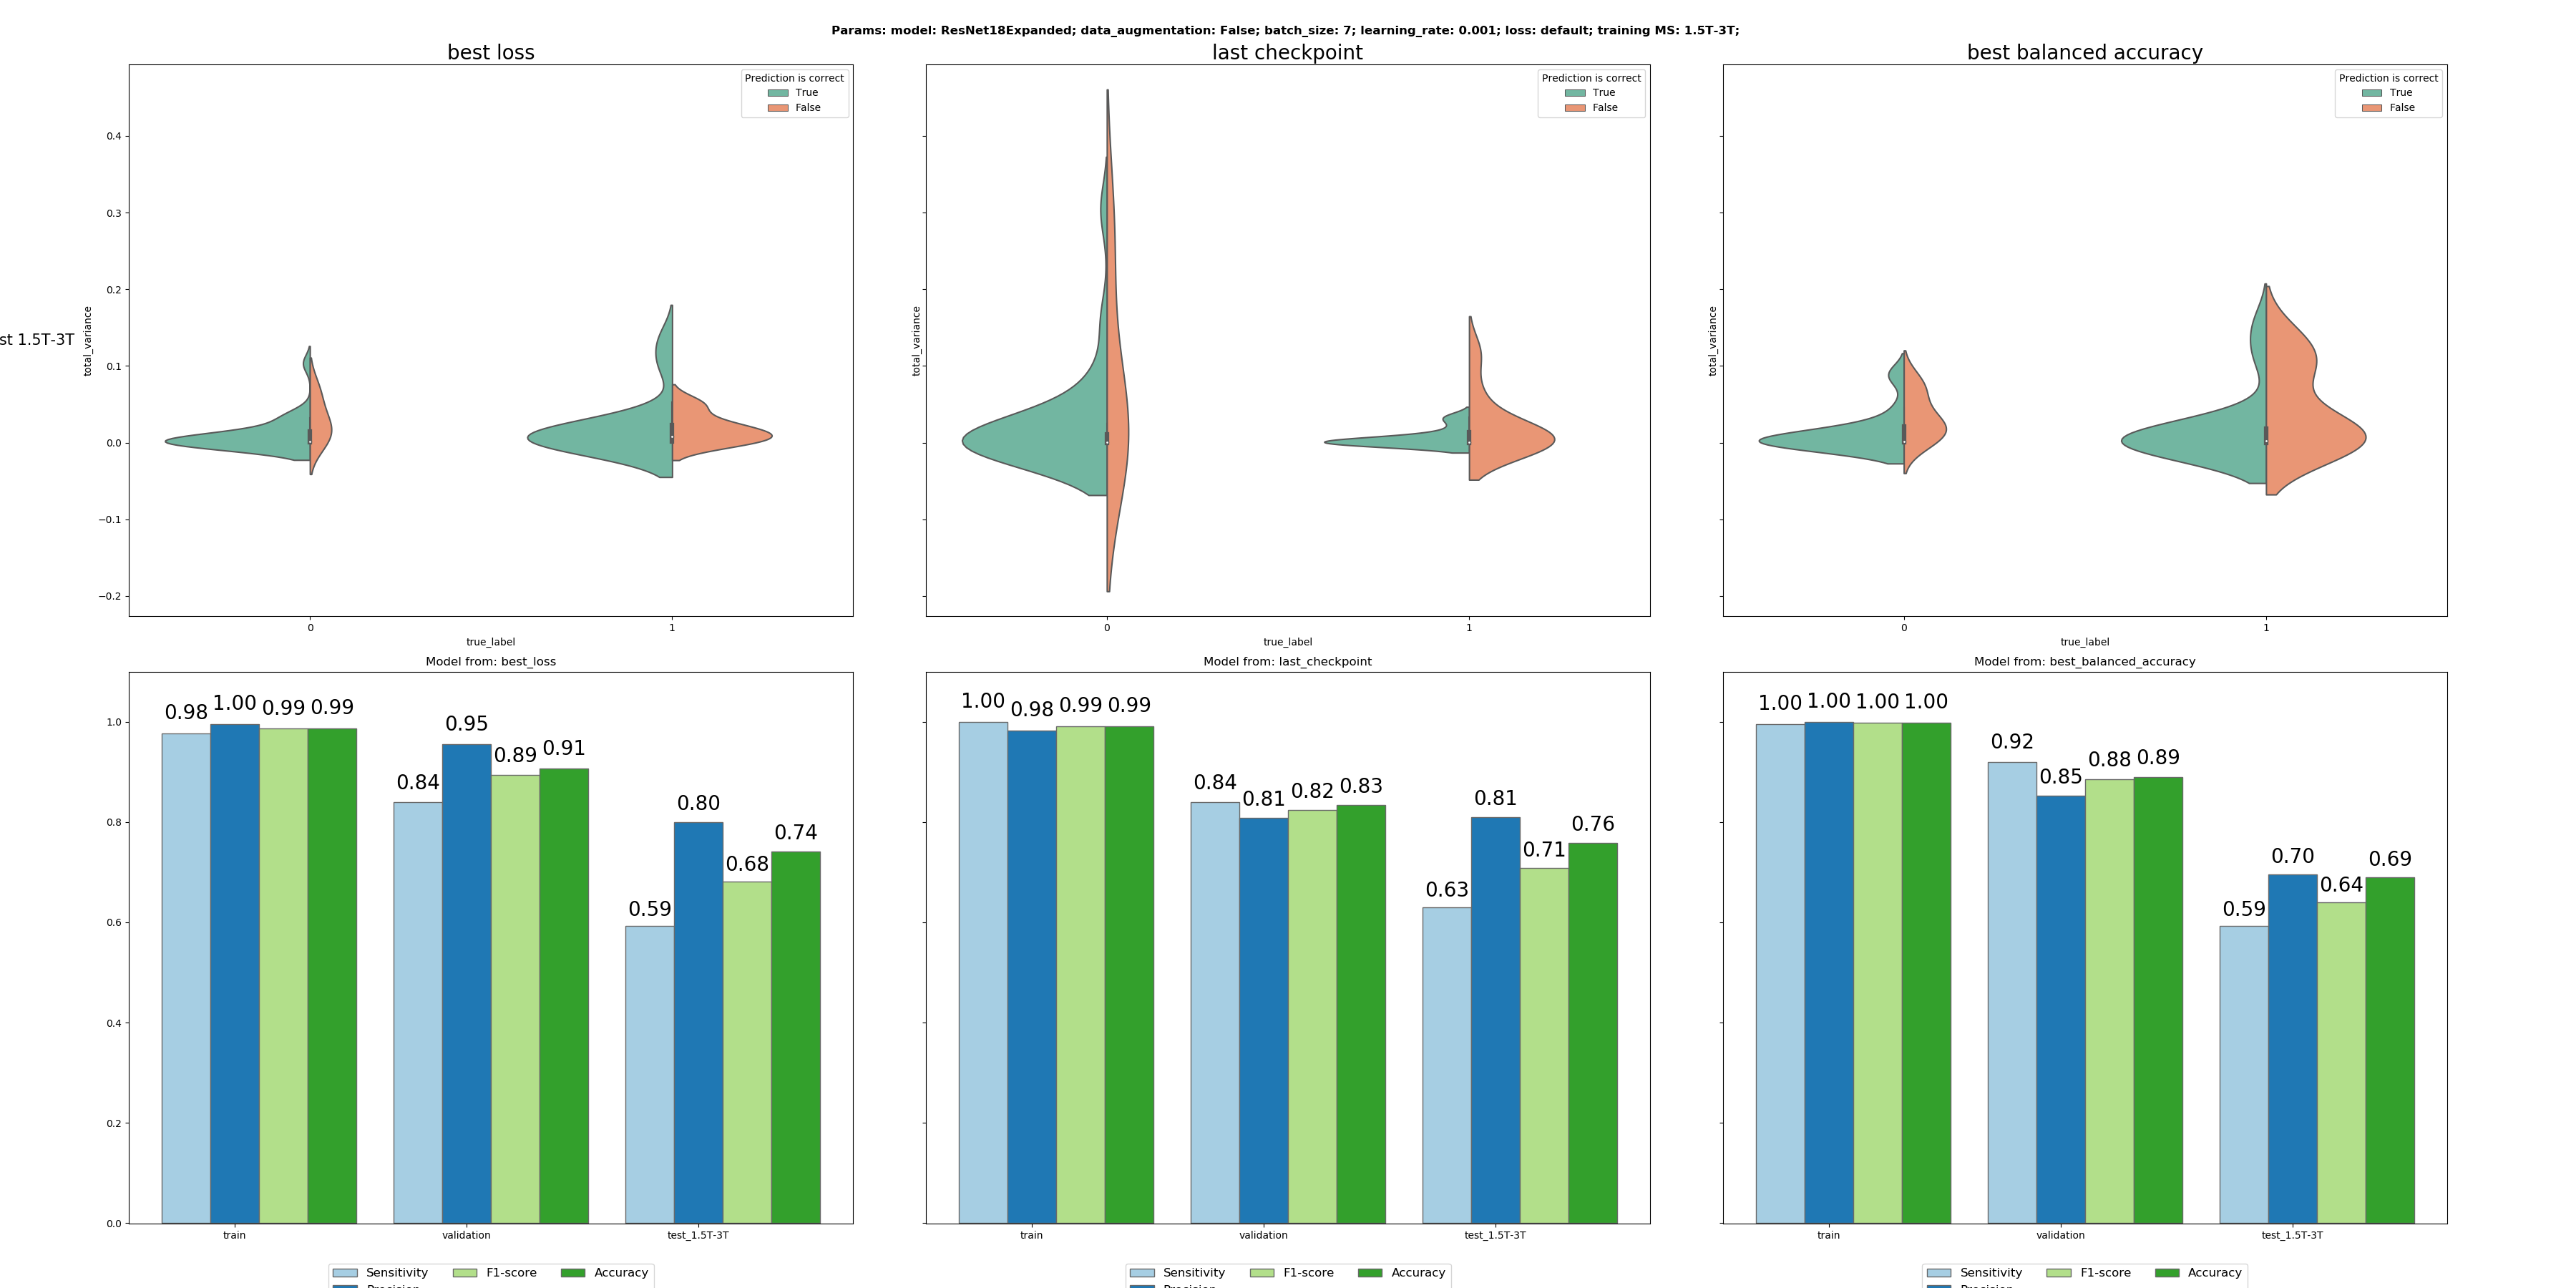 Params: model: ResNet18Expanded; data_augmentation: False; batch_size: 7; learning_rate: 0.001; loss: default; training MS: 1.5T-3T;
best loss
last checkpoint
best balanced accuracy
Prediction is correct
True
False
Prediction is correct
True
False
Prediction is correct
True
False
0.4
0.3
0.2
0.1
0.0
−0.1
−0.2
st 1.5T-3T
total_variance
total_variance
total_variance
0 1
0 1
0 1
true_label
true_label
true_label
Model from: best_loss
Model from: last_checkpoint
Model from: best_balanced_accuracy
1.0
0.8
0.6
0.4
0.2
0.0
0.98 1.00 0.99 0.99
0.84 0.95 0.89 0.91
0.59 0.80 0.68 0.74
1.00 0.98 0.99 0.99
0.84 0.81 0.82 0.83
0.63 0.81 0.71 0.76
1.00 1.00 1.00 1.00
0.92 0.85 0.88 0.89
0.59 0.70 0.64 0.69
train validation test_1.5T-3T
train validation test_1.5T-3T
train validation test_1.5T-3T
Sensitivity F1-score Accuracy
Precision
Sensitivity F1-score Accuracy
Precision
Sensitivity F1-score Accuracy
Precision